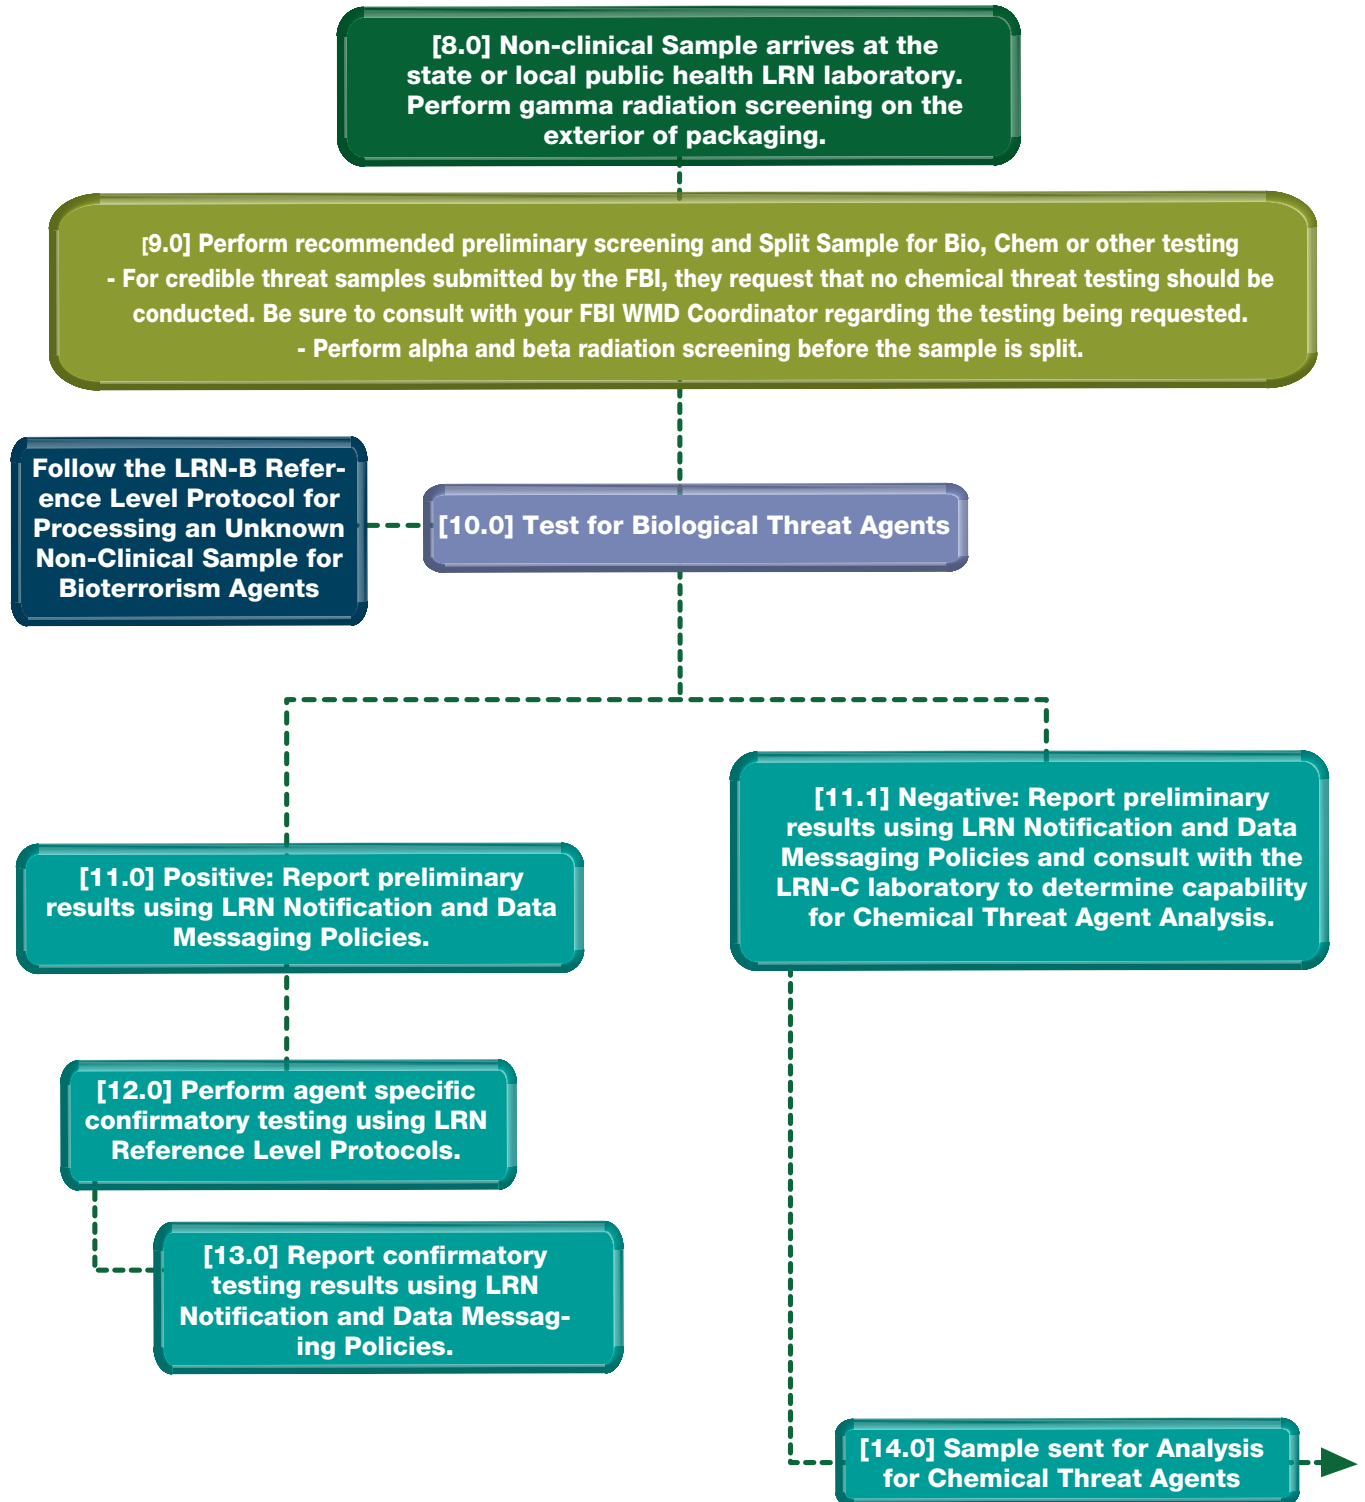 [8.0] Non-clinical Sample arrives at the
state or local public health LRN laboratory.
Perform gamma radiation screening on the
exterior of packaging.
[9.0] Perform recommended preliminary screening and Split Sample for Bio, Chem or other testing
- For credible threat samples submitted by the FBI, they request that no chemical threat testing should be
conducted. Be sure to consult with your FBI WMD Coordinator regarding the testing being requested.
- Perform alpha and beta radiation screening before the sample is split.
Follow the LRN-B Refer-
ence Level Protocol for
Processing an Unknown
Non-Clinical Sample for
Bioterrorism Agents
[10.0] Test for Biological Threat Agents
[11.0] Positive: Report preliminary
results using LRN Notification and Data
Messaging Policies.
[11.1] Negative: Report preliminary
results using LRN Notification and Data
Messaging Policies and consult with the
LRN-C laboratory to determine capability
for Chemical Threat Agent Analysis.
[12.0] Perform agent specific
confirmatory testing using LRN
Reference Level Protocols.
[13.0] Report confirmatory
testing results using LRN
Notification and Data Messag-
ing Policies.
[14.0] Sample sent for Analysis
for Chemical Threat Agents